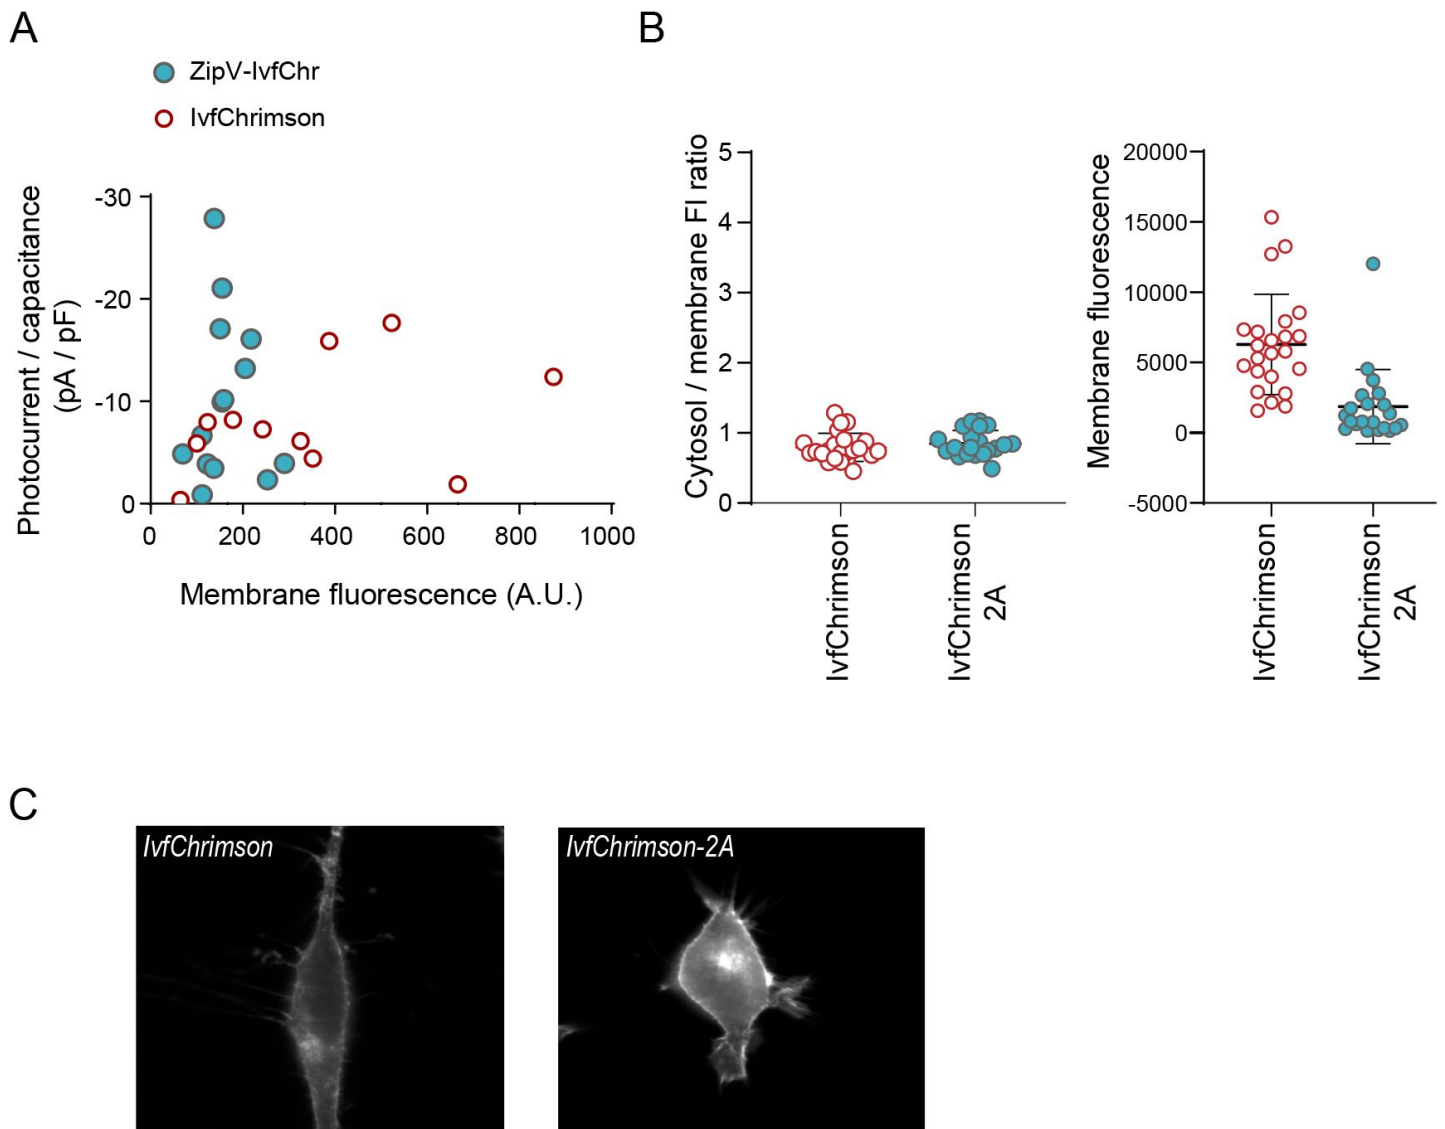 A
ZipV-IvfChr
IvfChrimson
Photocurrent / capacitance
(pA / pF)
-30
-20
-10
0
0 200 400 600 800 1000
Membrane fluorescence (A.U.)
B
Cytosol / membrane FI ratio
5
4
3
2
1
0
IvfChrimson
IvfChrimson
2A
Membrane fluorescence
20000
15000
10000
5000
0
-5000
IvfChrimson
IvfChrimson
2A
C
IvfChrimson
IvfChrimson-2A